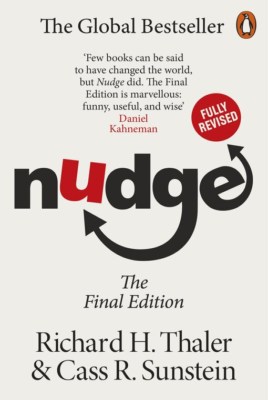 The Global Bestseller
'Few books can be said
to have changed the world,
but Nudge did. The Final
Edition is marvellous:
funny, useful, and wise'
Daniel
Kahneman
FULLY
REVISED
nudge
The
Final Edition
Richard H. Thaler
& Cass R. Sunstein